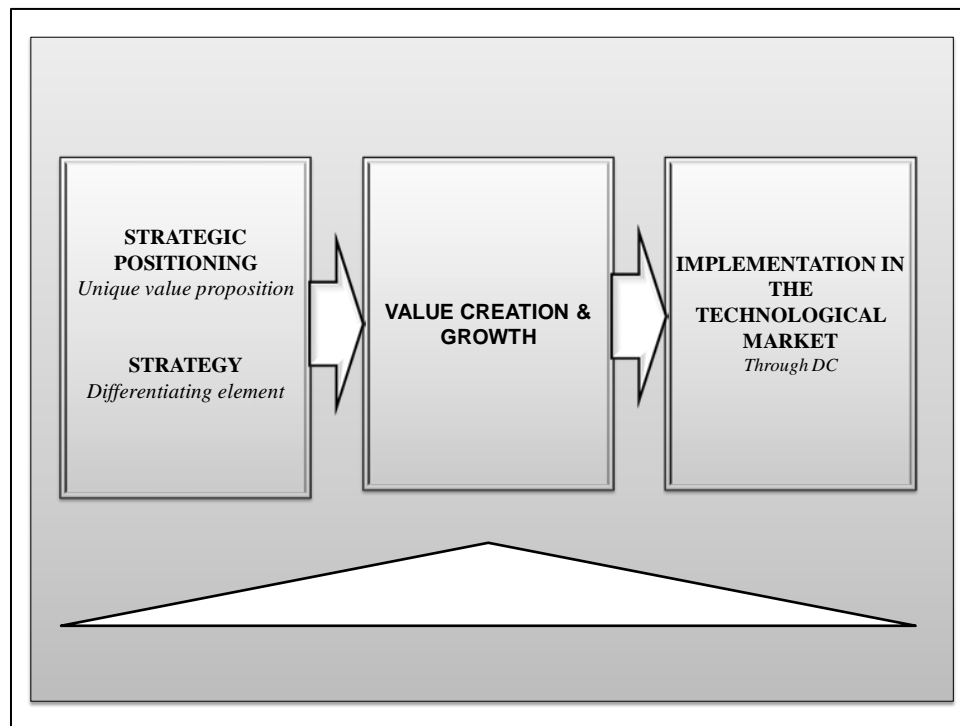 STRATEGIC
POSITIONING
Unique value proposition
STRATEGY
Differentiating element
VALUE CREATION &
GROWTH
IMPLEMENTATION IN
THE
TECHNOLOGICAL
MARKET
Through DC